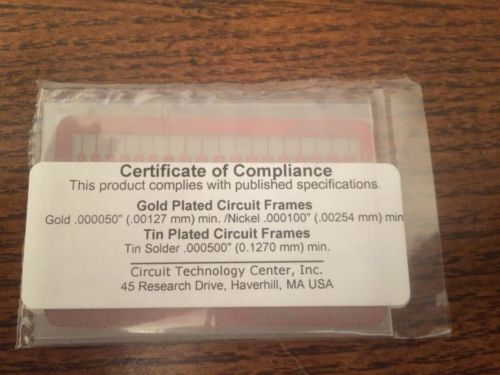 Certificate of Compliance
This product complies with published specifications.
Gold Plated Circuit Frames
Gold .000050" (.00127 mm) min. /Nickel .000100" (.00254 mm) min
Tin Plated Circuit Frames
Tin Solder .000500" (0.1270 mm) min.
Circuit Technology Center, Inc.
45 Research Drive, Haverhill, MA USA